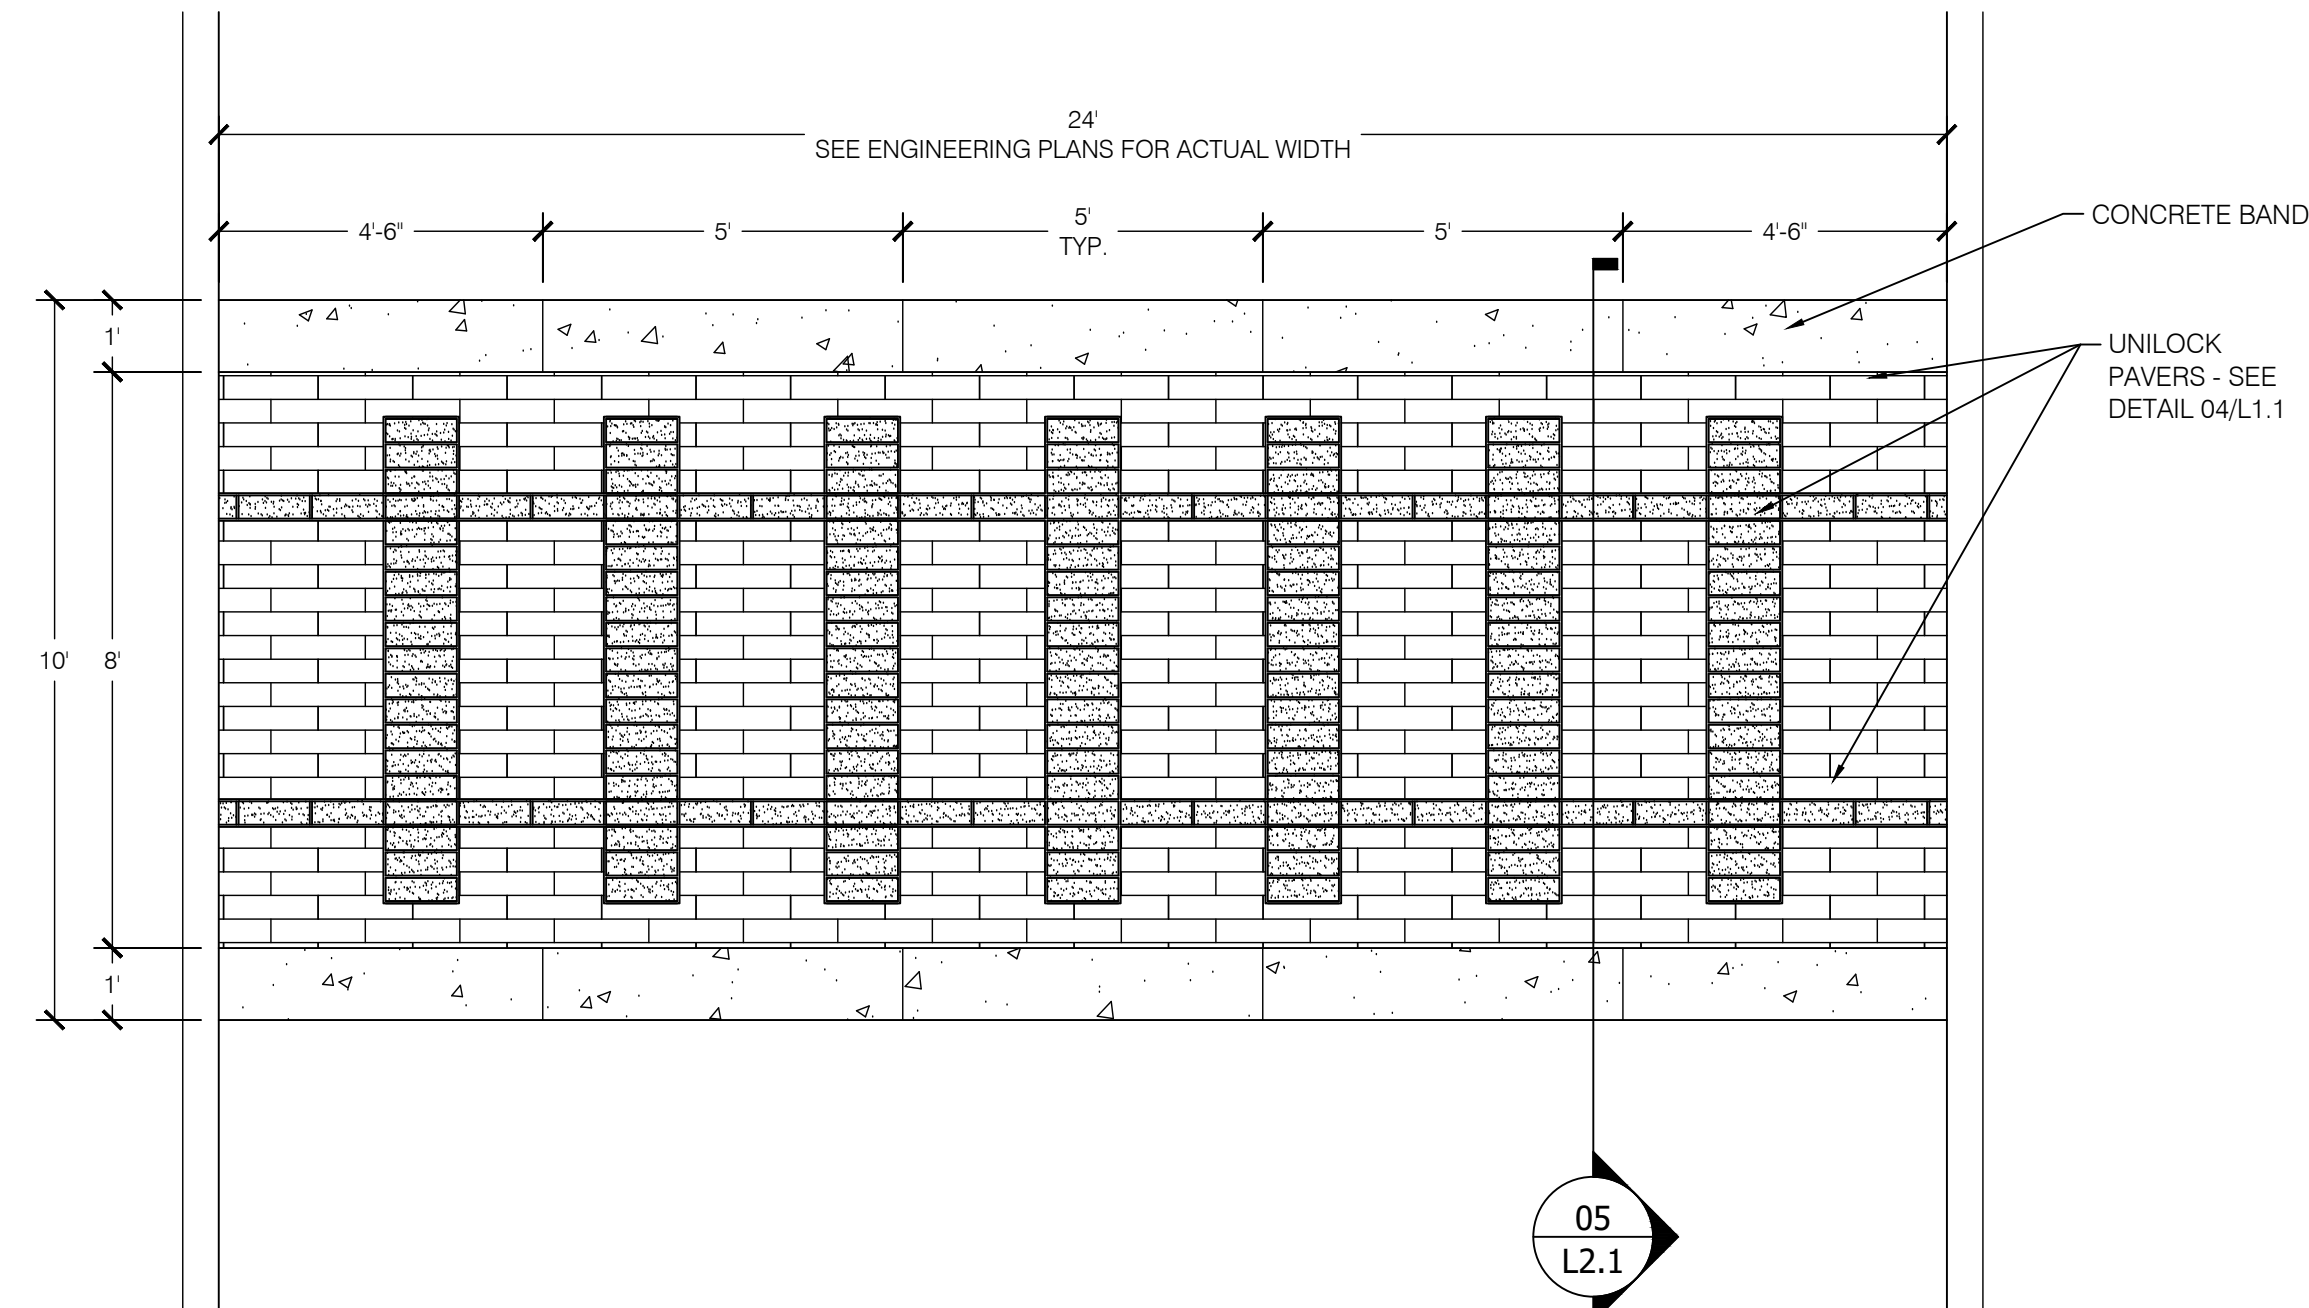 24'
SEE ENGINEERING PLANS FOR ACTUAL WIDTH
4'-6"
5'
5'
TYP.
5'
4'-6"
CONCRETE BAND
1'
UNILOCK
PAVERS - SEE
DETAIL 04/L1.1
10'
8'
1'
05
L2.1